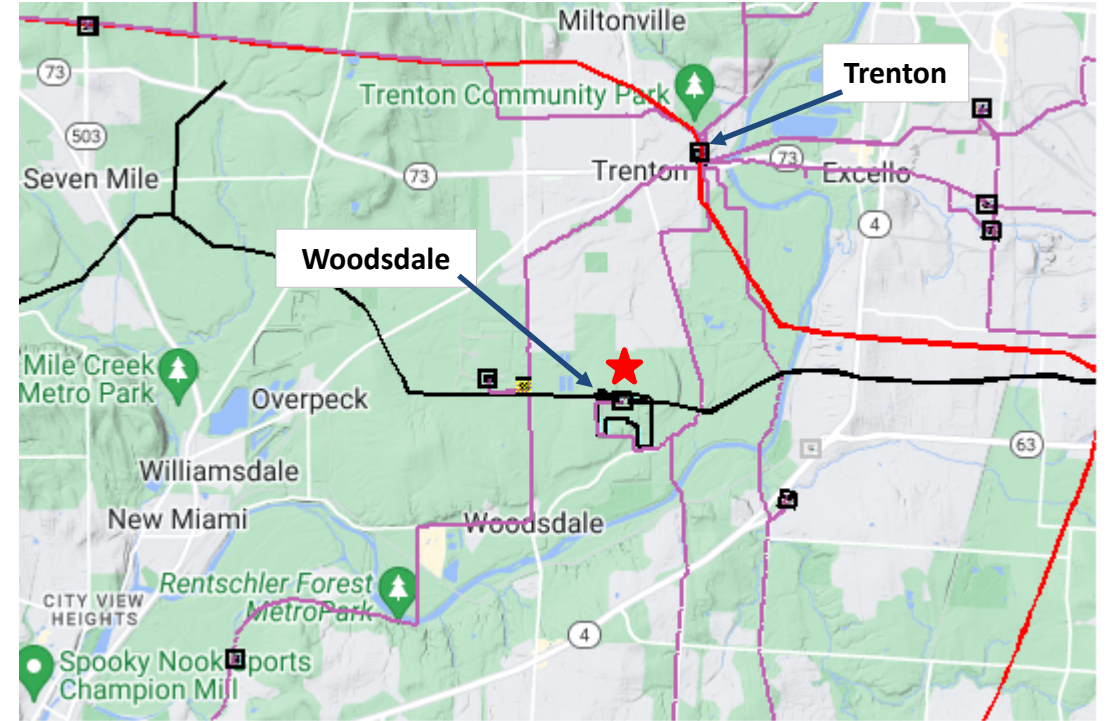 Miltonville
Trenton
73
Trenton Community Park
503
73
Excello
Trenton
Seven Mile
73
4
Woodsdale
Mile Creek
Metro Park
Overpeck
63
Williamsdale
New Miami
Woodsdale
Rentschler Forest
MetroPark
CITY VIEW
HEIGHTS
4
Spooky Nook Sports
Champion Mill